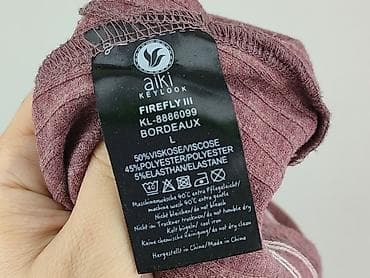 aiki
KEYLOOK
FIREFLY III
KL-8886099
BORDEAUX
L
50%VISKOSE/VISCOSE
45%POLYESTER/POLYESTER
5%ELASTHAN/ELASTANE
Maschinenwäsche 40°C extra Pflegeleicht/
machine wash 40°C extra gentle
Nicht bleichen/do not bleach
Nicht im Trockner trocknen/do not tumble dry
Kalt bügeln/cool iron
Keine chemische Reinigung/do not dry clean
Hergestellt in China/Made in China